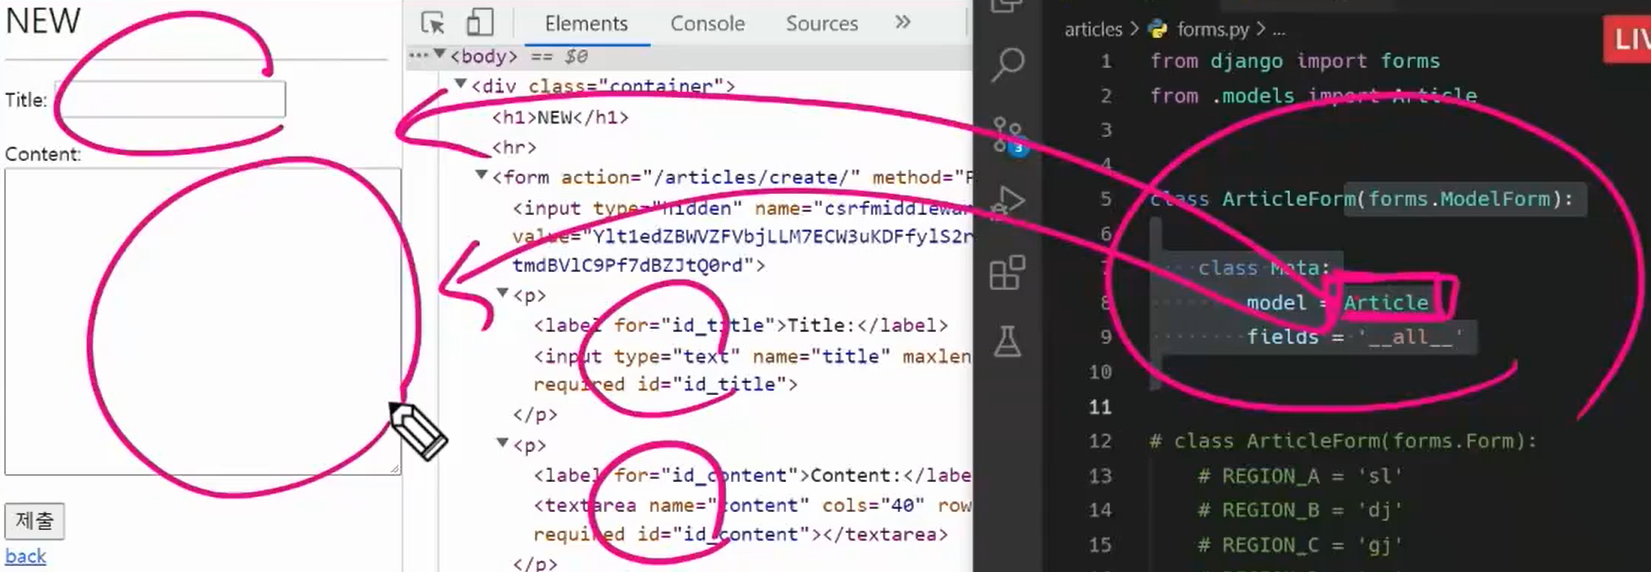 NEW
Title:
Content:
제출
back
Elements
Console
Sources
»
<body> == $0
<div class="container">
<h1>NEW</h1>
<hr>
<form action="/articles/create/" method="P
<input type="hidden" name="csrfmiddlewar
value="Ylt1edZBWVZFVbjLLM7ECW3uKDFfylS2r
tmdBVlC9Pf7dBZJtQ0rd">
<p>
<label for="id_title">Title:</label>
<input type="text" name="title" maxlen
required id="id_title">
</p>
<p>
<label for="id_content">Content:</labe
<textarea name="content" cols="40" row
required id="id_content"></textarea>
</p>
3
articles > forms.py > ...
LIV
1 from django import forms
2 from .models import Article
3
4
5 class ArticleForm(forms.ModelForm):
6
7 class Meta:
8 model = Article
9 fields = '__all__'
10
11
12 # class ArticleForm(forms.Form):
13 # REGION_A = 'sl'
14 # REGION_B = 'dj'
15 # REGION_C = 'gj'